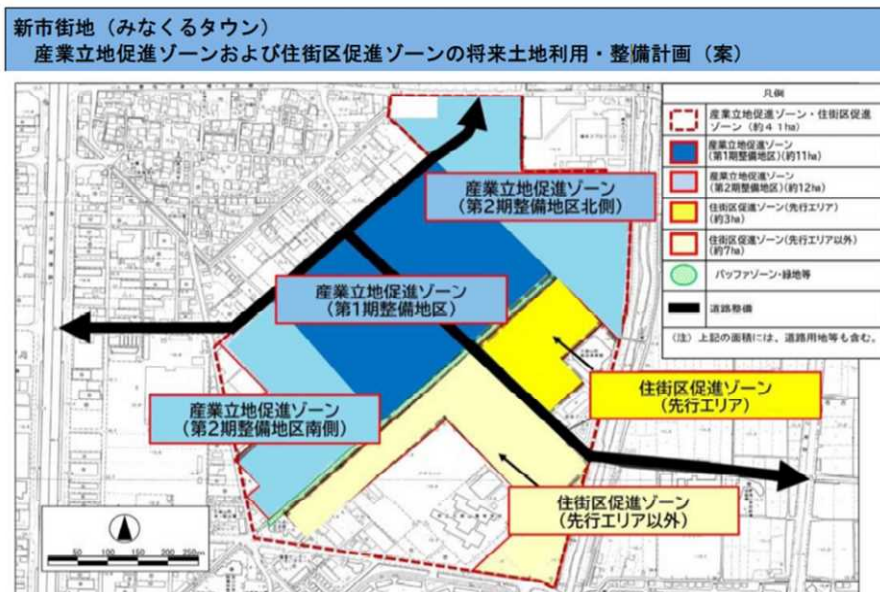 新市街地（みなくるタウン）
産業立地促進ゾーンおよび住街区促進ゾーンの将来土地利用・整備計画（案）
凡例
産業立地促進ゾーン・住街区促進
ゾーン（約41ha）
産業立地促進ゾーン
（第1期整備地区）（約11ha）
産業立地促進ゾーン
（第2期整備地区）（約12ha）
住街区促進ゾーン（先行エリア）
（約3ha）
住街区促進ゾーン（先行エリア以外）
（約7ha）
バッファゾーン・緑地等
道路整備
（注）上記の面積には、道路用地等も含む。
産業立地促進ゾーン
（第2期整備地区北側）
産業立地促進ゾーン
（第1期整備地区）
産業立地促進ゾーン
（第2期整備地区南側）
住街区促進ゾーン
（先行エリア）
住街区促進ゾーン
（先行エリア以外）
50 100 150 200 250m